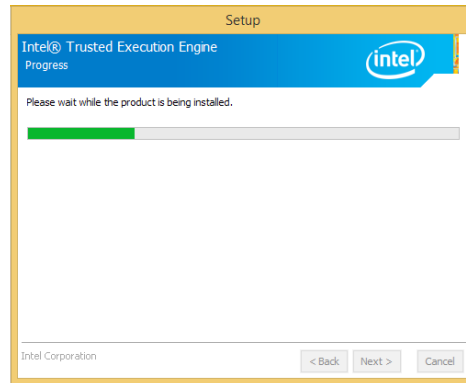 Setup
Intel® Trusted Execution Engine
Progress
intel
Please wait while the product is being installed.
Intel Corporation
< Back Next > Cancel